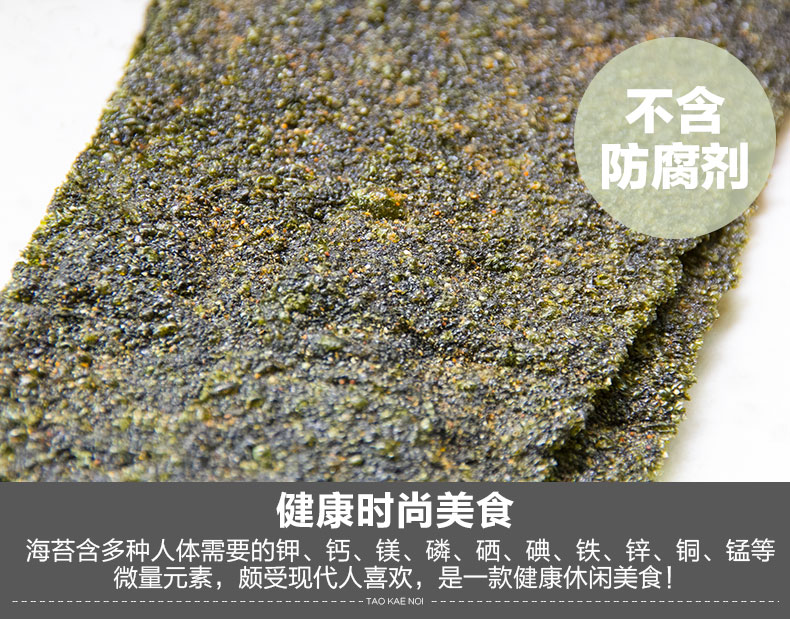 不含
防腐剂
健康时尚美食
海苔含多种人体需要的钾、钙、镁、磷、硒、碘、铁、锌、铜、锰等
微量元素，颇受现代人喜欢，是一款健康休闲美食！
TAO KAE NOI